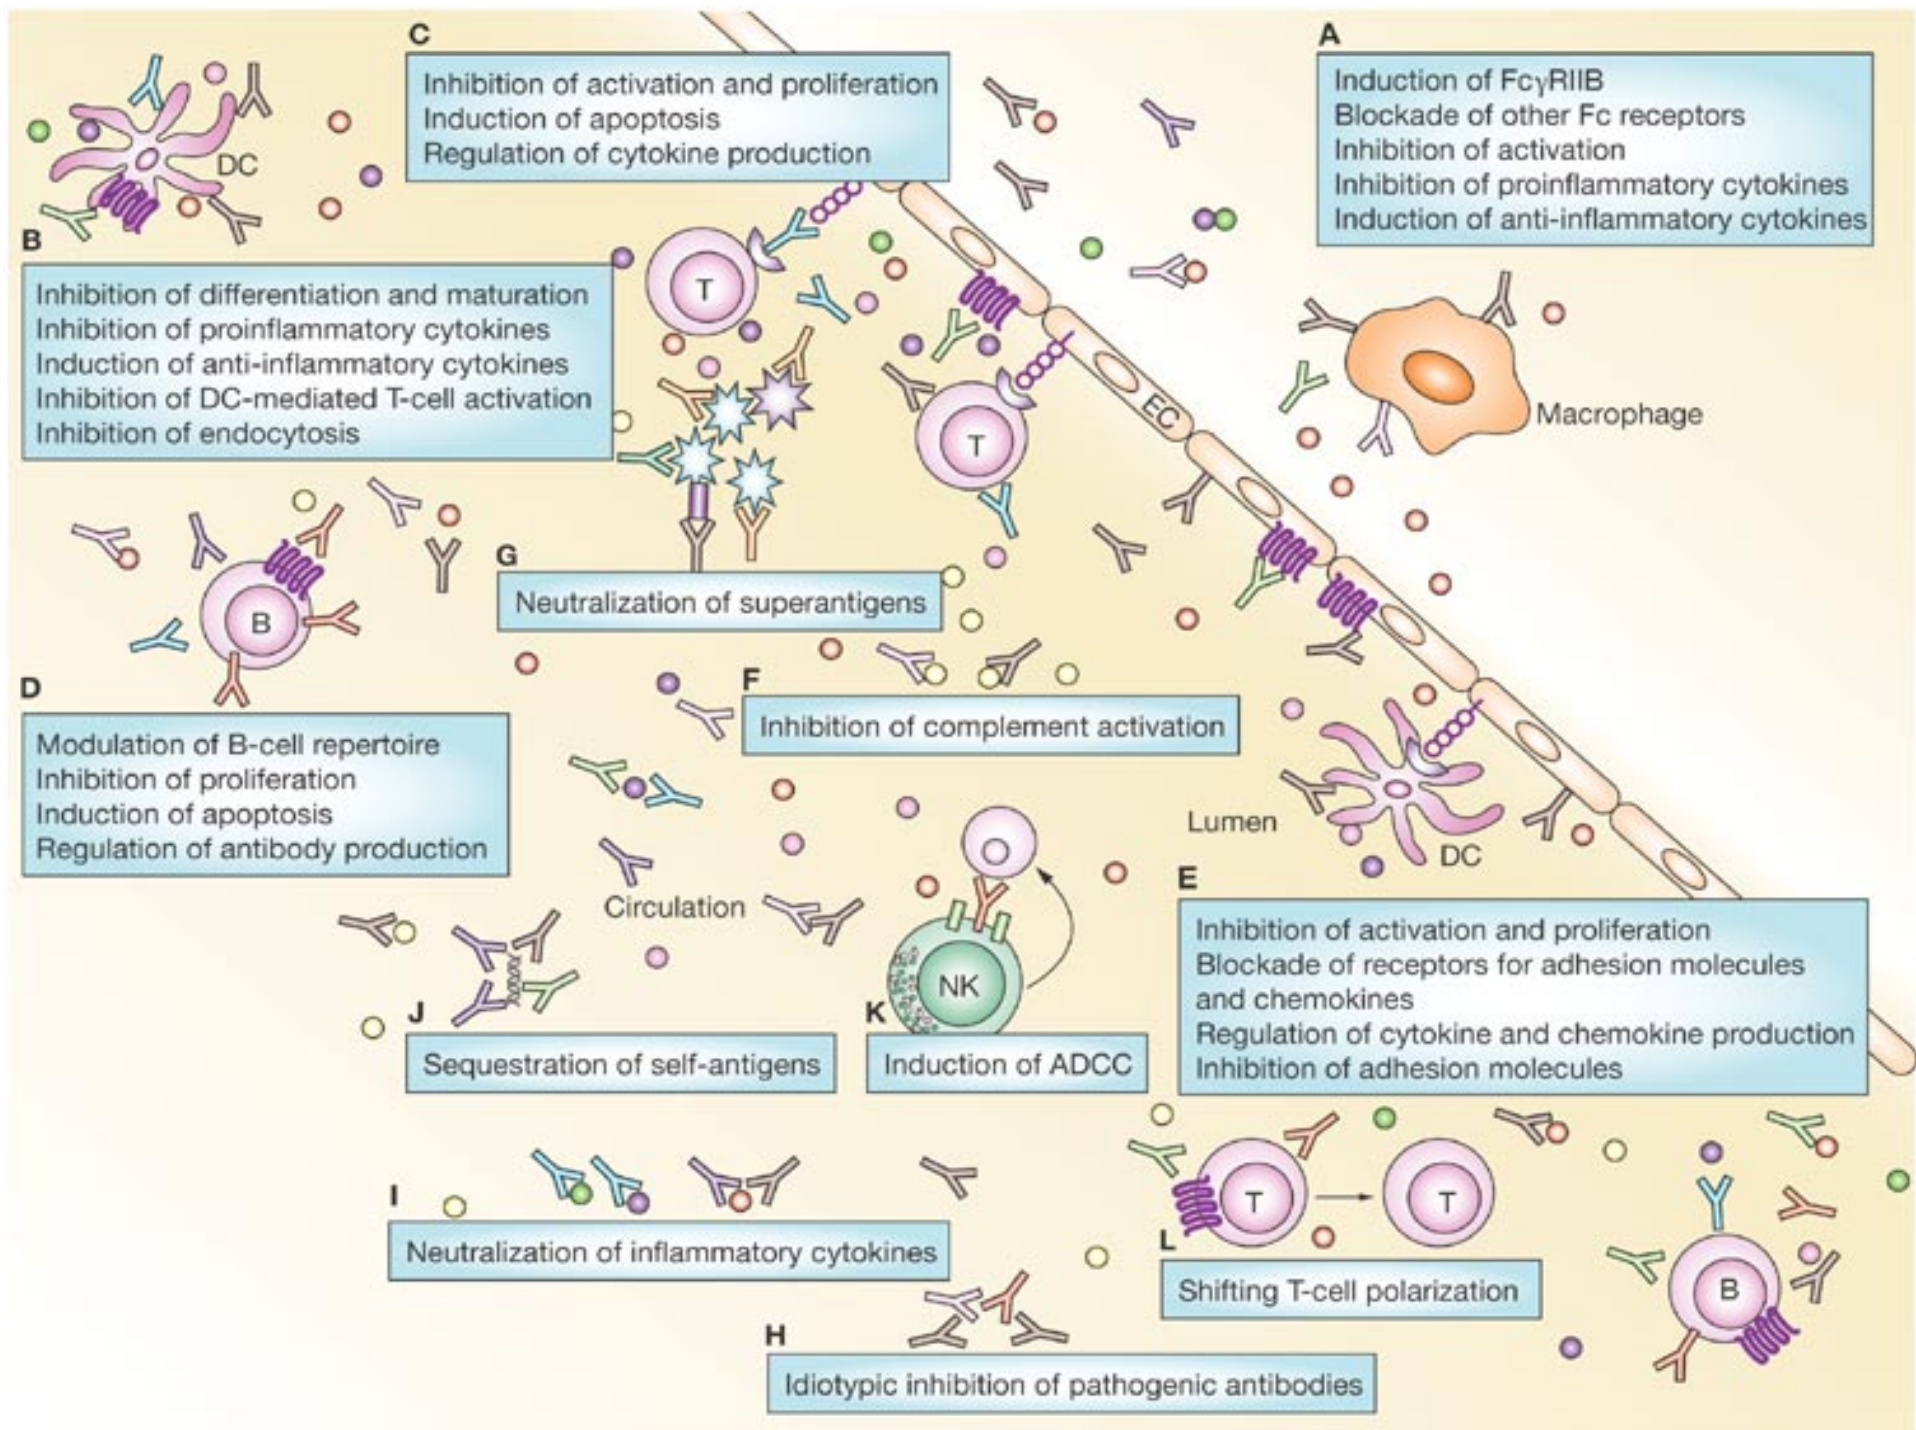 C
Inhibition of activation and proliferation
Induction of apoptosis
Regulation of cytokine production
A
Induction of FcγRIIB
Blockade of other Fc receptors
Inhibition of activation
Inhibition of proinflammatory cytokines
Induction of anti-inflammatory cytokines
DC
B
Inhibition of differentiation and maturation
Inhibition of proinflammatory cytokines
Induction of anti-inflammatory cytokines
Inhibition of DC-mediated T-cell activation
Inhibition of endocytosis
T
T
EC
Macrophage
G
Neutralization of superantigens
B
D
Modulation of B-cell repertoire
Inhibition of proliferation
Induction of apoptosis
Regulation of antibody production
F
Inhibition of complement activation
Lumen
DC
Circulation
E
Inhibition of activation and proliferation
Blockade of receptors for adhesion molecules
and chemokines
Regulation of cytokine and chemokine production
Inhibition of adhesion molecules
J
Sequestration of self-antigens
NK
K
Induction of ADCC
I
Neutralization of inflammatory cytokines
T
T
L
Shifting T-cell polarization
B
H
Idiotypic inhibition of pathogenic antibodies